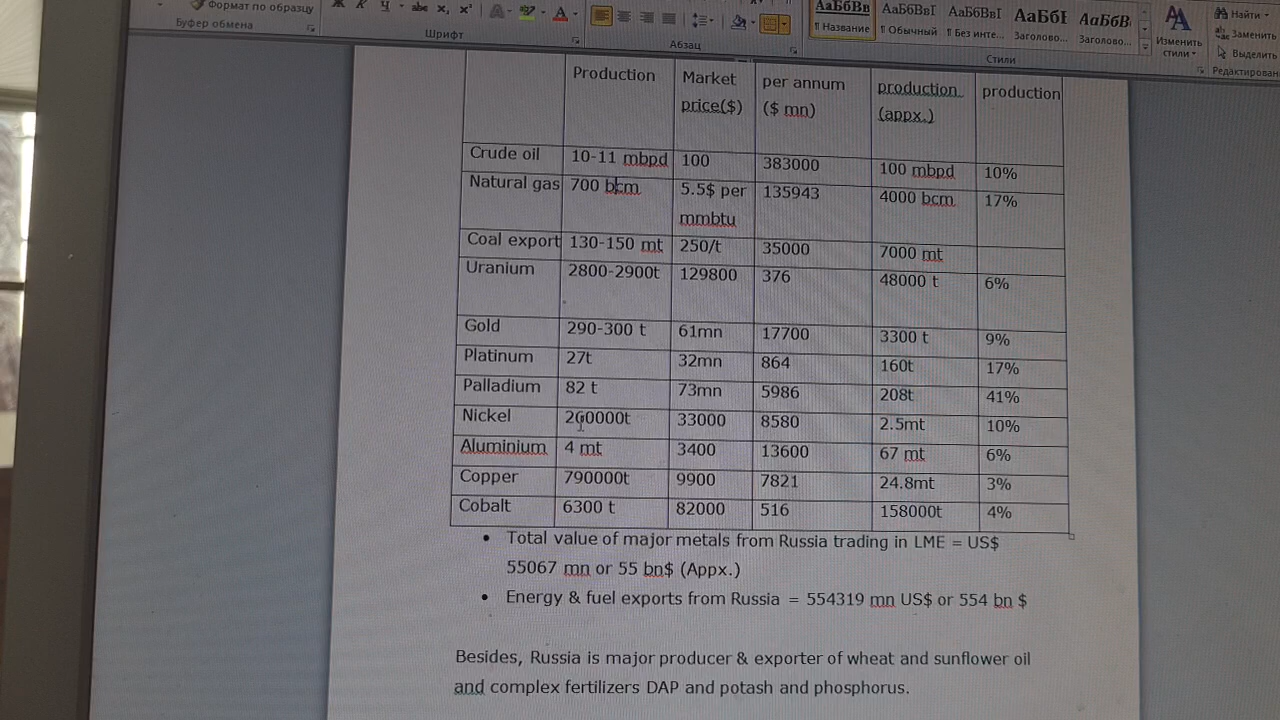 Формат по образцу
Ж К Ч abc x₂ x²
АаБбВв АаБбВвІ АаБбВвІ АаБбІ АаБбВ
¶ Название ¶ Обычный ¶ Без инте... Заголово... Заголово...
Изменить стили
Найти
Заменить
Выделить
Буфер обмена Шрифт Абзац Стили Редактирован
Production Market price($) per annum ($ mn) production (appx.) production
Crude oil 10-11 mbpd 100 383000 100 mbpd 10%
Natural gas 700 bcm 5.5$ per mmbtu 135943 4000 bcm 17%
Coal export 130-150 mt 250/t 35000 7000 mt
Uranium 2800-2900t 129800 376 48000 t 6%
Gold 290-300 t 61mn 17700 3300 t 9%
Platinum 27t 32mn 864 160t 17%
Palladium 82 t 73mn 5986 208t 41%
Nickel 260000t 33000 8580 2.5mt 10%
Aluminium 4 mt 3400 13600 67 mt 6%
Copper 790000t 9900 7821 24.8mt 3%
Cobalt 6300 t 82000 516 158000t 4%
• Total value of major metals from Russia trading in LME = US$
55067 mn or 55 bn$ (Appx.)
• Energy & fuel exports from Russia = 554319 mn US$ or 554 bn $
Besides, Russia is major producer & exporter of wheat and sunflower oil
and complex fertilizers DAP and potash and phosphorus.